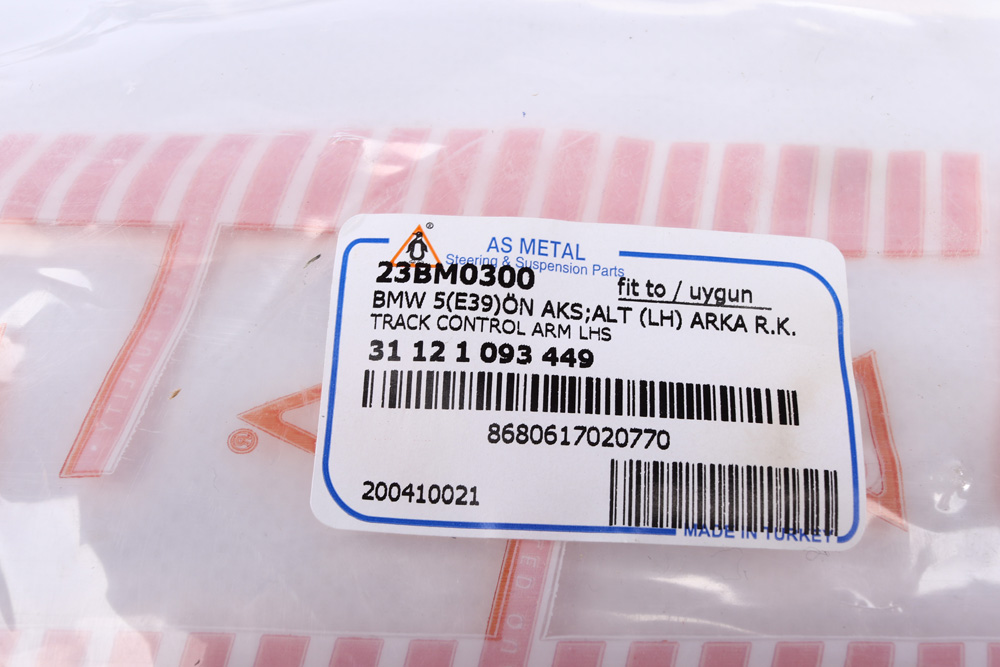 ®
AS METAL
Steering & Suspension Parts
23BM0300
fit to / uygun
BMW 5(E39)ÖN AKS;ALT (LH) ARKA R.K.
TRACK CONTROL ARM LHS
31 12 1 093 449
8680617020770
200410021
MADE IN TURKEY